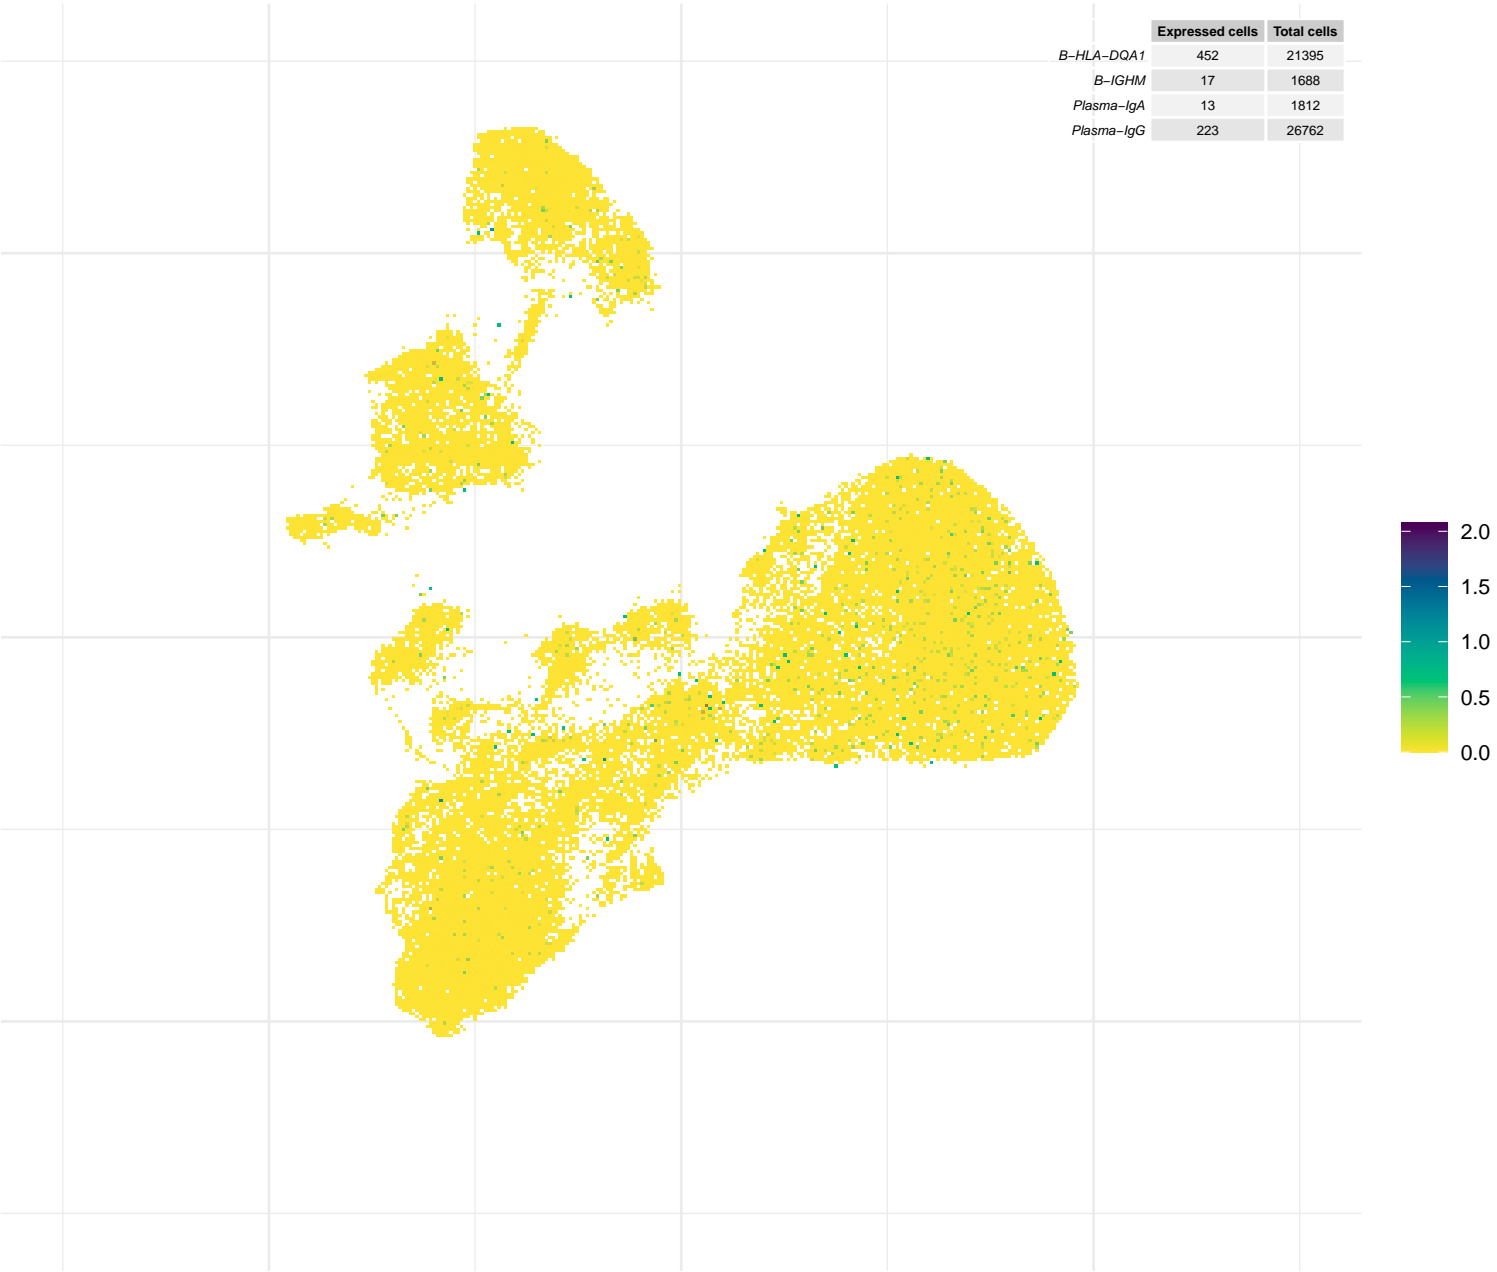 Expressed cells Total cells
B−HLA−DQA1 452 21395
B−IGHM 17 1688
Plasma−IgA 13 1812
Plasma−IgG 223 26762
2.0
1.5
1.0
0.5
0.0